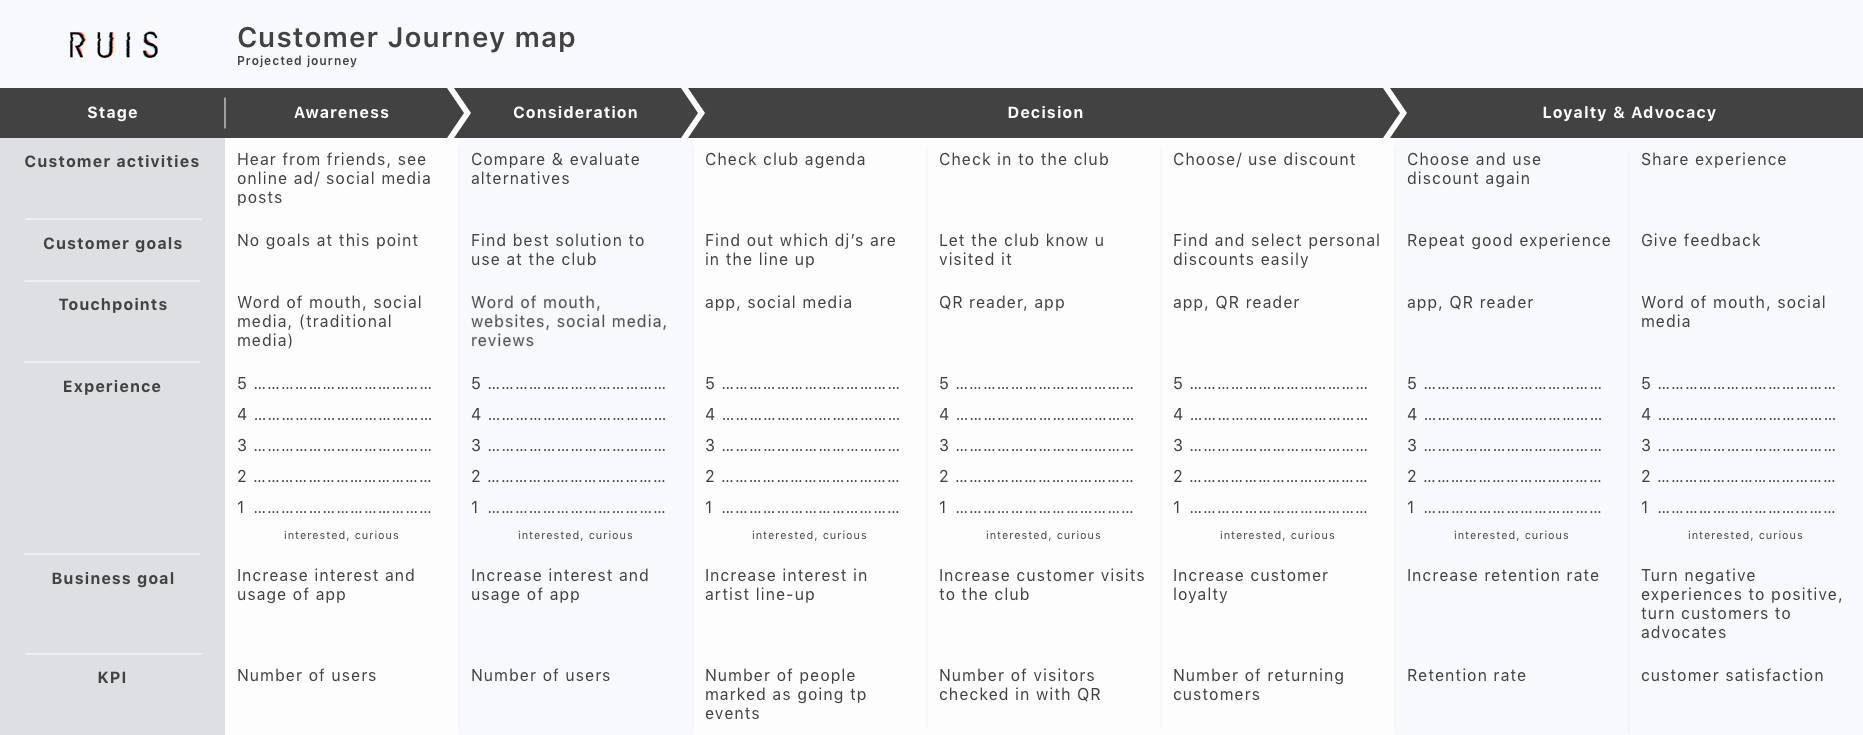 RUIS
Customer Journey map
Projected journey
Stage
Awareness
Consideration
Decision
Loyalty & Advocacy
Customer activities
Hear from friends, see
online ad/ social media
posts
Compare & evaluate
alternatives
Check club agenda
Check in to the club
Choose/ use discount
Choose and use
discount again
Share experience
Customer goals
No goals at this point
Find best solution to
use at the club
Find out which dj’s are
in the line up
Let the club know u
visited it
Find and select personal
discounts easily
Repeat good experience
Give feedback
Touchpoints
Word of mouth, social
media, (traditional
media)
Word of mouth,
websites, social media,
reviews
app, social media
QR reader, app
app, QR reader
app, QR reader
Word of mouth, social
media
Experience
5 ……………………………………
4 ……………………………………
3 ……………………………………
2 ……………………………………
1 ……………………………………
interested, curious
5 ……………………………………
4 ……………………………………
3 ……………………………………
2 ……………………………………
1 ……………………………………
interested, curious
5 ……………………………………
4 ……………………………………
3 ……………………………………
2 ……………………………………
1 ……………………………………
interested, curious
5 ……………………………………
4 ……………………………………
3 ……………………………………
2 ……………………………………
1 ……………………………………
interested, curious
5 ……………………………………
4 ……………………………………
3 ……………………………………
2 ……………………………………
1 ……………………………………
interested, curious
5 ……………………………………
4 ……………………………………
3 ……………………………………
2 ……………………………………
1 ……………………………………
interested, curious
5 ……………………………………
4 ……………………………………
3 ……………………………………
2 ……………………………………
1 ……………………………………
interested, curious
Business goal
Increase interest and
usage of app
Increase interest and
usage of app
Increase interest in
artist line-up
Increase customer visits
to the club
Increase customer
loyalty
Increase retention rate
Turn negative
experiences to positive,
turn customers to
advocates
KPI
Number of users
Number of users
Number of people
marked as going tp
events
Number of visitors
checked in with QR
Number of returning
customers
Retention rate
customer satisfaction